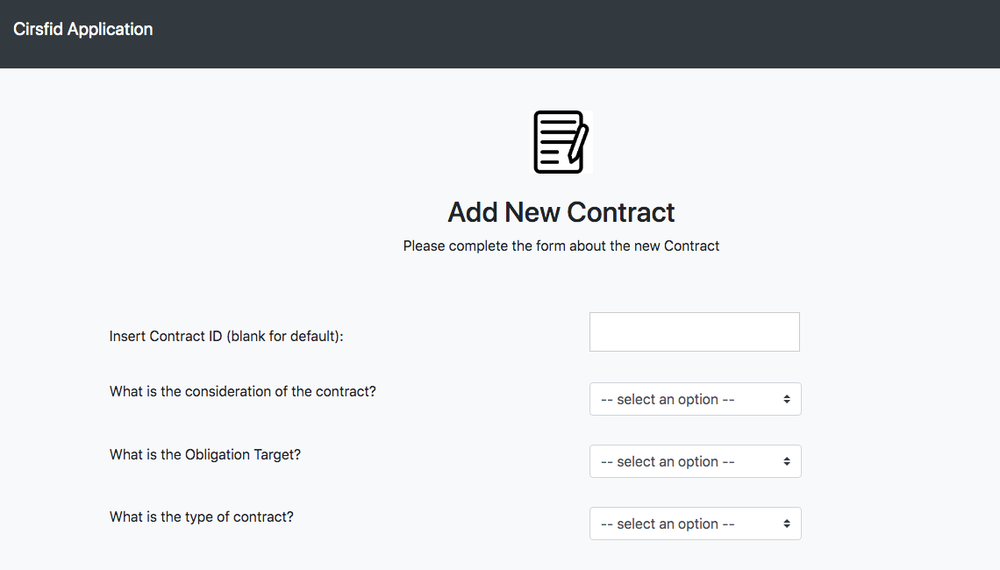 Cirsfid Application
Add New Contract
Please complete the form about the new Contract
Insert Contract ID (blank for default):
What is the consideration of the contract?
-- select an option --
What is the Obligation Target?
-- select an option --
What is the type of contract?
-- select an option --